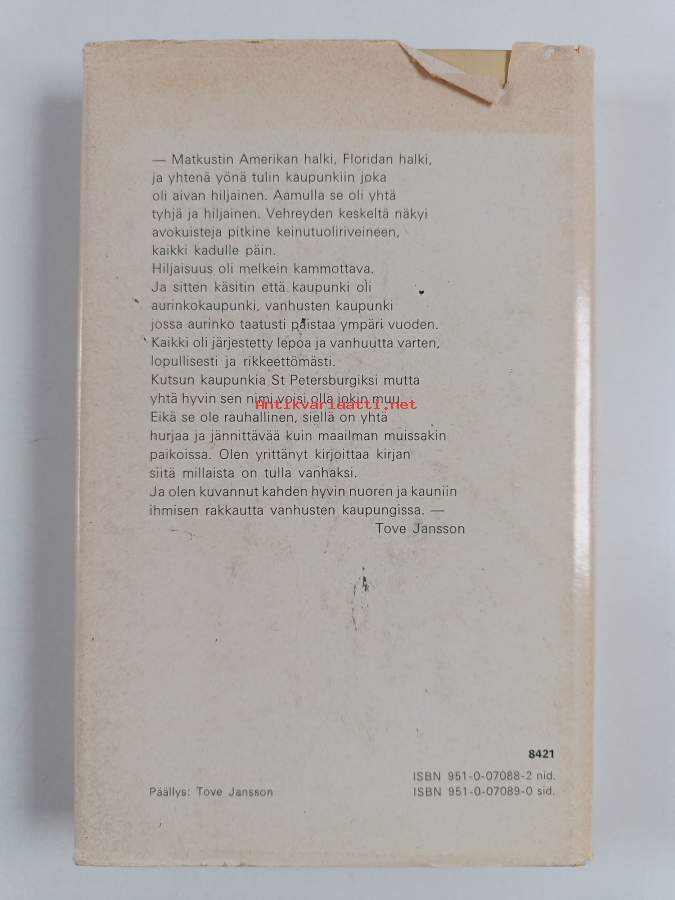 — Matkustin Amerikan halki, Floridan halki,
ja yhtenä yönä tulin kaupunkiin joka
oli aivan hiljainen. Aamulla se oli yhtä
tyhjä ja hiljainen. Vehreyden keskeltä näkyi
avokuisteja pitkine keinutuoliriveineen,
kaikki kadulle päin.
Hiljaisuus oli melkein kammottava.
Ja sitten käsitin että kaupunki oli
aurinkokaupunki, vanhusten kaupunki
jossa aurinko taatusti paistaa ympäri vuoden.
Kaikki oli järjestetty lepoa ja vanhuutta varten,
lopullisesti ja rikkeettömästi.
Kutsun kaupunkia St Petersburgiksi mutta
yhtä hyvin sen nimi voisi olla jokin muu.
Antikvariaatti.net
Eikä se ole rauhallinen, siellä on yhtä
hurjaa ja jännittävää kuin maailman muissakin
paikoissa. Olen yrittänyt kirjoittaa kirjan
siitä millaista on tulla vanhaksi.
Ja olen kuvannut kahden hyvin nuoren ja kauniin
ihmisen rakkautta vanhusten kaupungissa. —
Tove Jansson
8421
ISBN 951-0-07088-2 nid.
Päällys: Tove Jansson
ISBN 951-0-07089-0 sid.